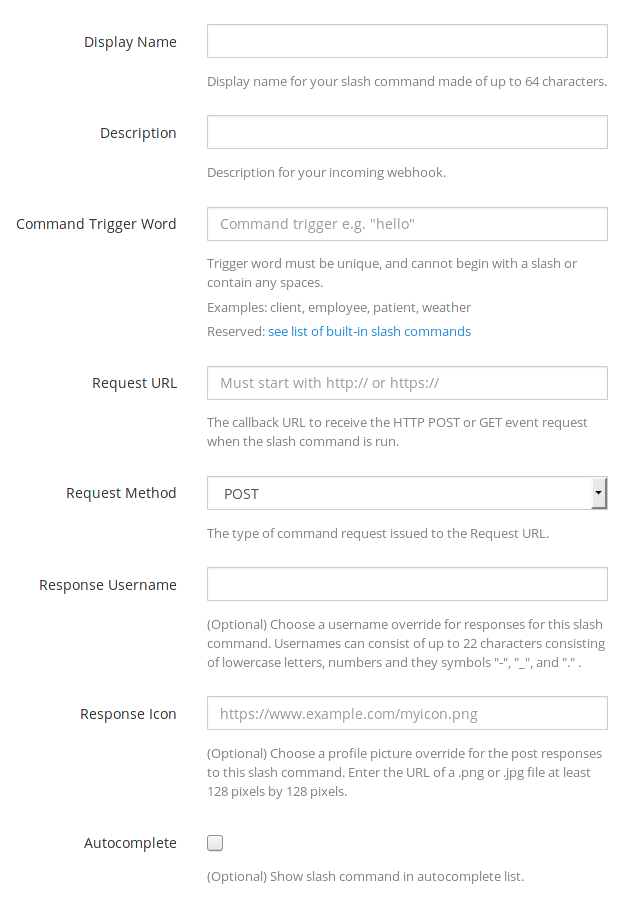 Display Name
Display name for your slash command made of up to 64 characters.
Description
Description for your incoming webhook.
Command Trigger Word
Command trigger e.g. "hello"
Trigger word must be unique, and cannot begin with a slash or
contain any spaces.
Examples: client, employee, patient, weather
Reserved: see list of built-in slash commands
Request URL
Must start with http:// or https://
The callback URL to receive the HTTP POST or GET event request
when the slash command is run.
Request Method
POST
The type of command request issued to the Request URL.
Response Username
(Optional) Choose a username override for responses for this slash
command. Usernames can consist of up to 22 characters consisting
of lowercase letters, numbers and they symbols "-", "_", and "." .
Response Icon
https://www.example.com/myicon.png
(Optional) Choose a profile picture override for the post responses
to this slash command. Enter the URL of a .png or .jpg file at least
128 pixels by 128 pixels.
Autocomplete
(Optional) Show slash command in autocomplete list.